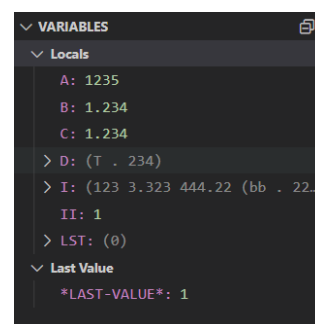 VARIABLES
Locals
A: 1235
B: 1.234
C: 1.234
D: (T . 234)
I: (123 3.323 444.22 (bb . 22…
II: 1
LST: (0)
Last Value
*LAST-VALUE*: 1